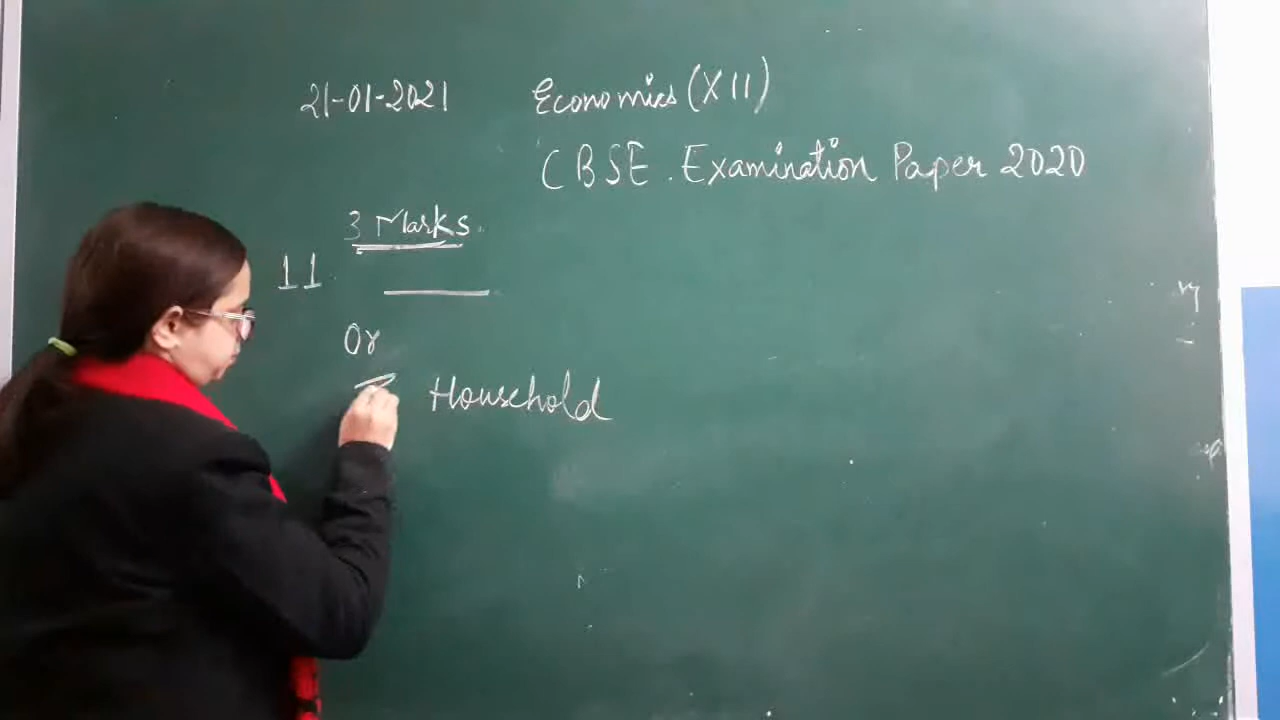 21-01-2021 Economics (XII)
CBSE. Examination Paper 2020
3 Marks.
11.
Or
Household